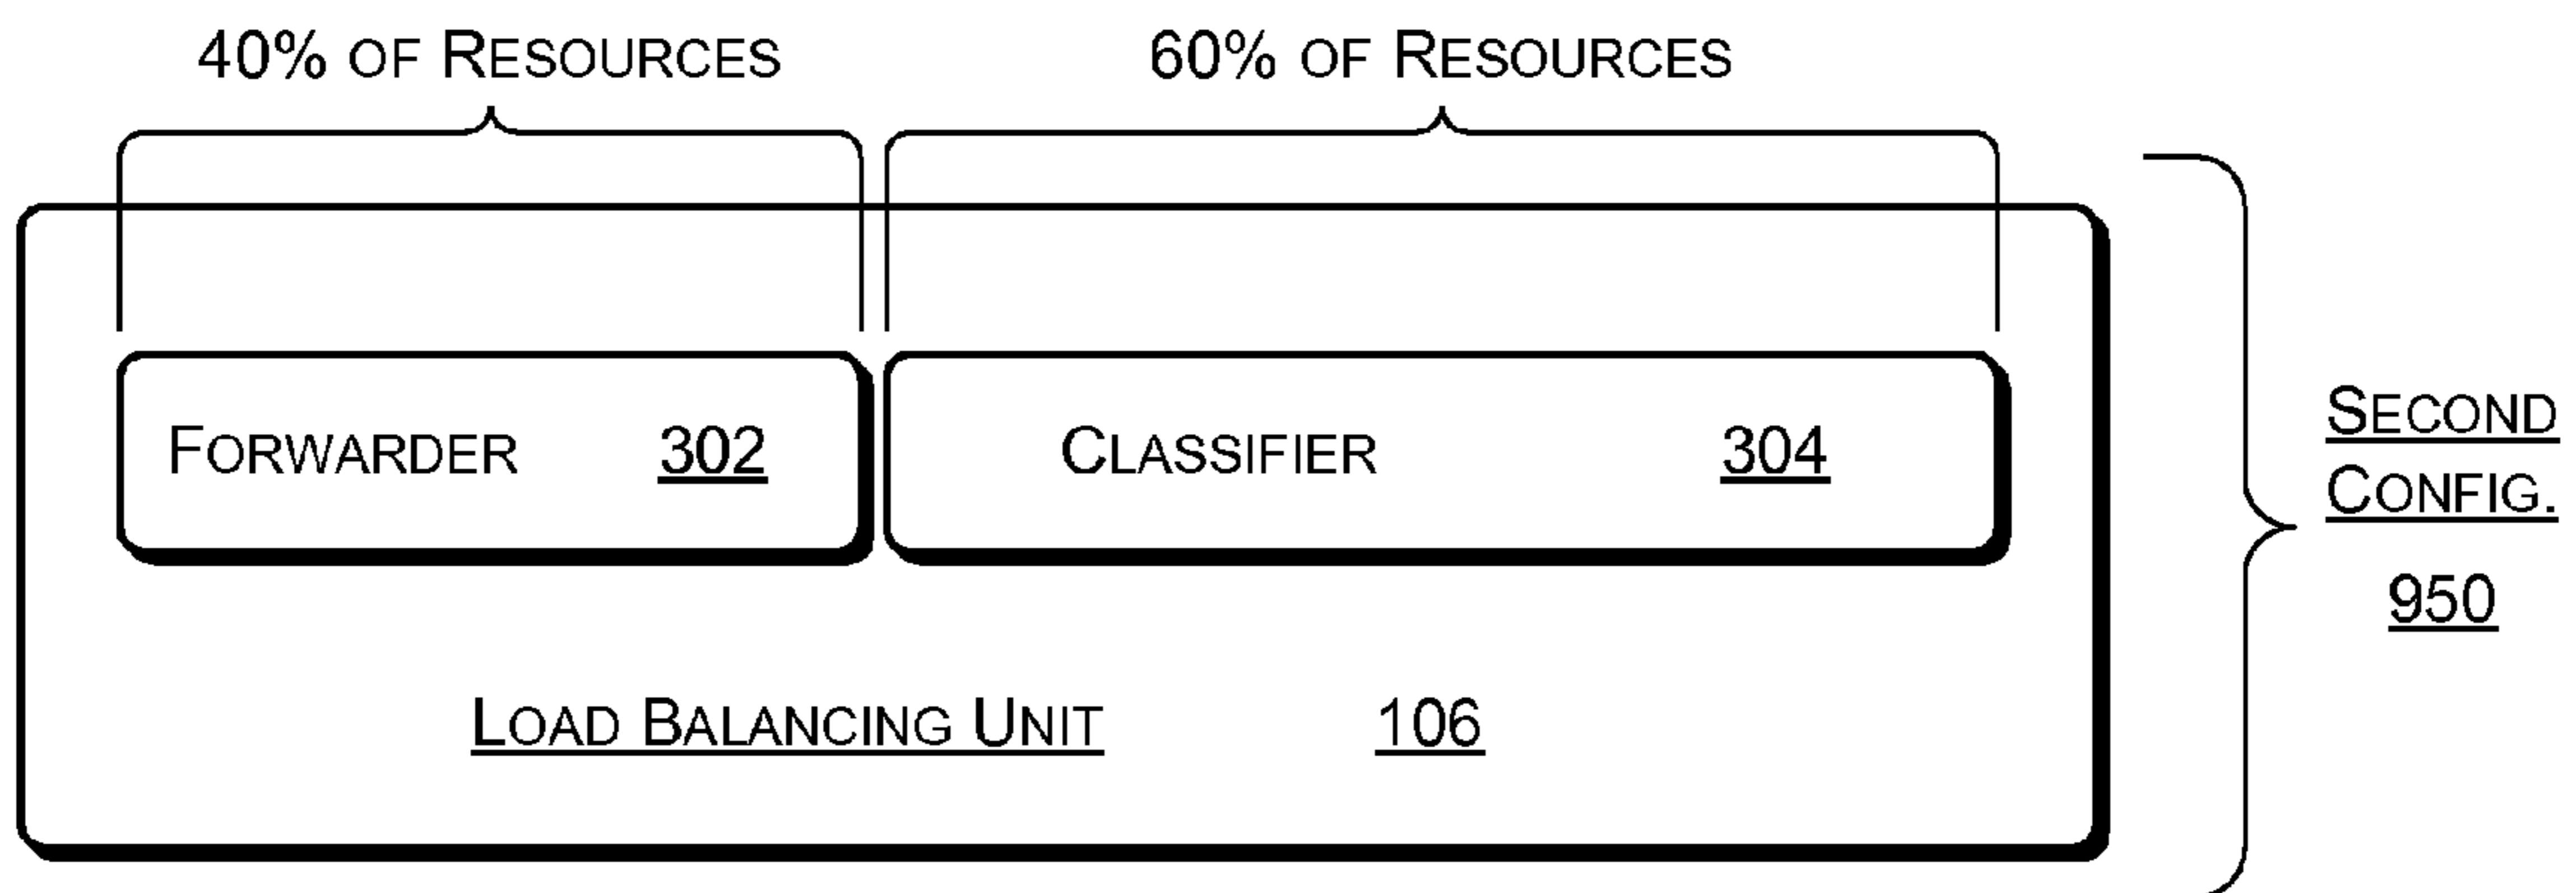 40% OF RESOURCES 60% OF RESOURCES
FORWARDER 302 CLASSIFIER 304
SECOND
CONFIG.
950
LOAD BALANCING UNIT 106